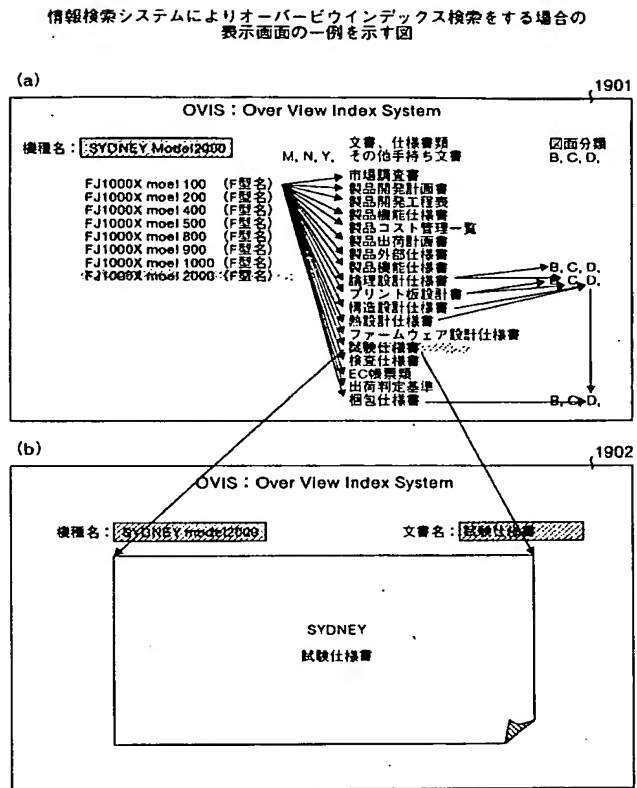 情報検索システムによりオーバービウインデックス検索をする場合の
表示画面の一例を示す図
(a)
1901
OVIS : Over View Index System
機種名 : SYDNEY Model2000
M, N, Y,
文書、仕様書類
その他手持ち文書
図面分類
B, C, D,
FJ1000X moel 100 (F型名)
FJ1000X moel 200 (F型名)
FJ1000X moel 400 (F型名)
FJ1000X moel 500 (F型名)
FJ1000X moel 800 (F型名)
FJ1000X moel 900 (F型名)
FJ1000X moel 1000 (F型名)
FJ1000X moel 2000 (F型名)
市場調査書
製品開発計画書
製品開発工程表
製品機能仕様書
製品コスト管理一覧
製品出荷計画書
製品外部仕様書
製品機能仕様書
論理設計仕様書
プリント板設計書
構造設計仕様書
熱設計仕様書
ファームウェア設計仕様書
試験仕様書
検査仕様書
EC帳票類
出荷判定基準
梱包仕様書
B, C, D,
B, C, D,
B, C, D,
(b)
1902
OVIS : Over View Index System
機種名 : SYDNEY model2000
文書名 : 試験仕様書
SYDNEY
試験仕様書